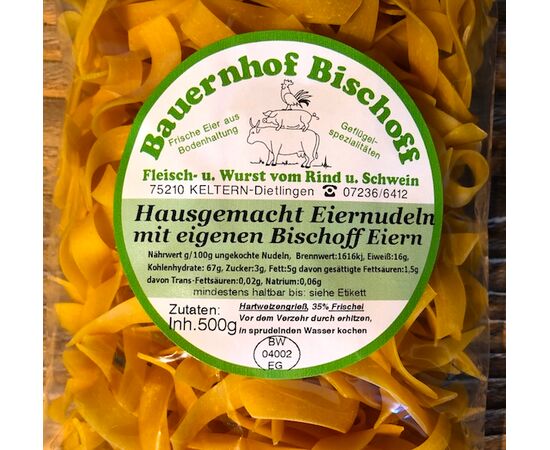 Bauernhof Bischoff
Frische Eier aus
Bodenhaltung
Geflügel-
spezialitäten
Fleisch- u. Wurst vom Rind u. Schwein
75210 KELTERN-Dietlingen ☎ 07236/6412
Hausgemacht Eiernudeln
mit eigenen Bischoff Eiern
Nährwert g/100g ungekochte Nudeln, Brennwert:1616kj, Eiweiß:16g,
Kohlenhydrate: 67g, Zucker:3g, Fett:5g davon gesättigte Fettsäuren:1,5g
davon Trans-Fettsäuren:0,02g, Natrium:0,06g
mindestens haltbar bis: siehe Etikett
Zutaten: Hartweizengrieß, 35% Frischei
Inh.500g Vor dem Verzehr durch erhitzen,
in sprudelnden Wasser kochen
BW
04002
EG